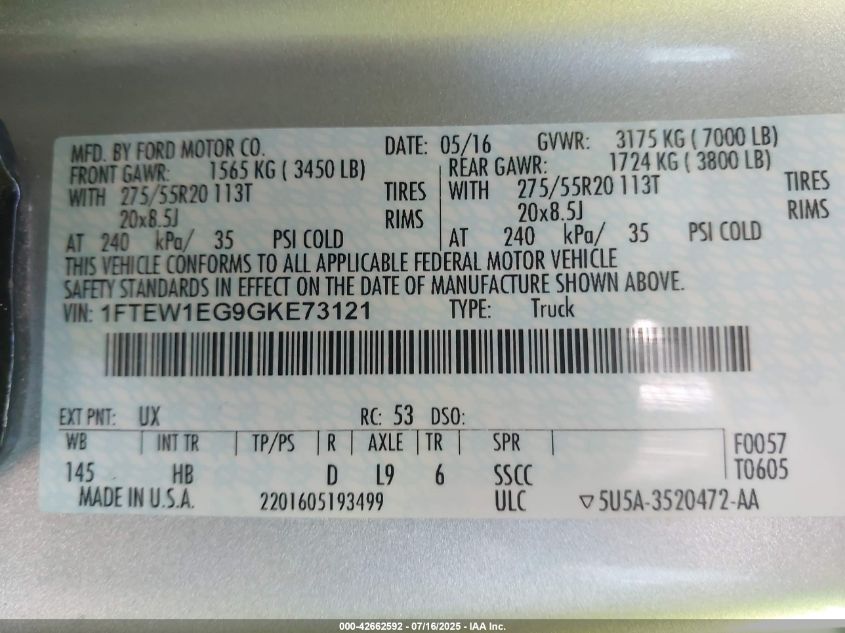 MFD. BY FORD MOTOR CO. DATE: 05/16 GVWR: 3175 KG ( 7000 LB)
FRONT GAWR: 1565 KG ( 3450 LB) REAR GAWR: 1724 KG ( 3800 LB)
WITH 275/55R20 113T TIRES WITH 275/55R20 113T TIRES
20x8.5J RIMS 20x8.5J RIMS
AT 240 kPa/ 35 PSI COLD AT 240 kPa/ 35 PSI COLD
THIS VEHICLE CONFORMS TO ALL APPLICABLE FEDERAL MOTOR VEHICLE
SAFETY STANDARDS IN EFFECT ON THE DATE OF MANUFACTURE SHOWN ABOVE.
VIN: 1FTEW1EG9GKE73121 TYPE: Truck
EXT PNT: UX RC: 53 DSO:
WB INT TR TP/PS R AXLE TR SPR F0057
145 HB D L9 6 SSCC T0605
MADE IN U.S.A. 2201605193499 ULC ▽5U5A-3520472-AA
000-42662592 - 07/16/2025 - IAA Inc.